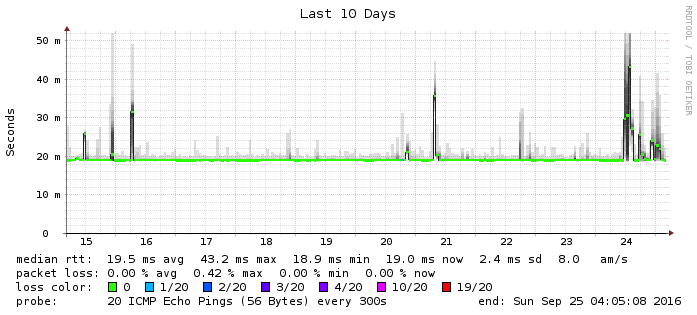 Last 10 Days
RRDTOOL / TOBI OETIKER
Seconds
50 m
40 m
30 m
20 m
10 m
0
15 16 17 18 19 20 21 22 23 24
median rtt: 19.5 ms avg 43.2 ms max 18.9 ms min 19.0 ms now 2.4 ms sd 8.0 am/s
packet loss: 0.00 % avg 0.42 % max 0.00 % min 0.00 % now
loss color: 0 1/20 2/20 3/20 4/20 10/20 19/20
probe: 20 ICMP Echo Pings (56 Bytes) every 300s end: Sun Sep 25 04:05:08 2016